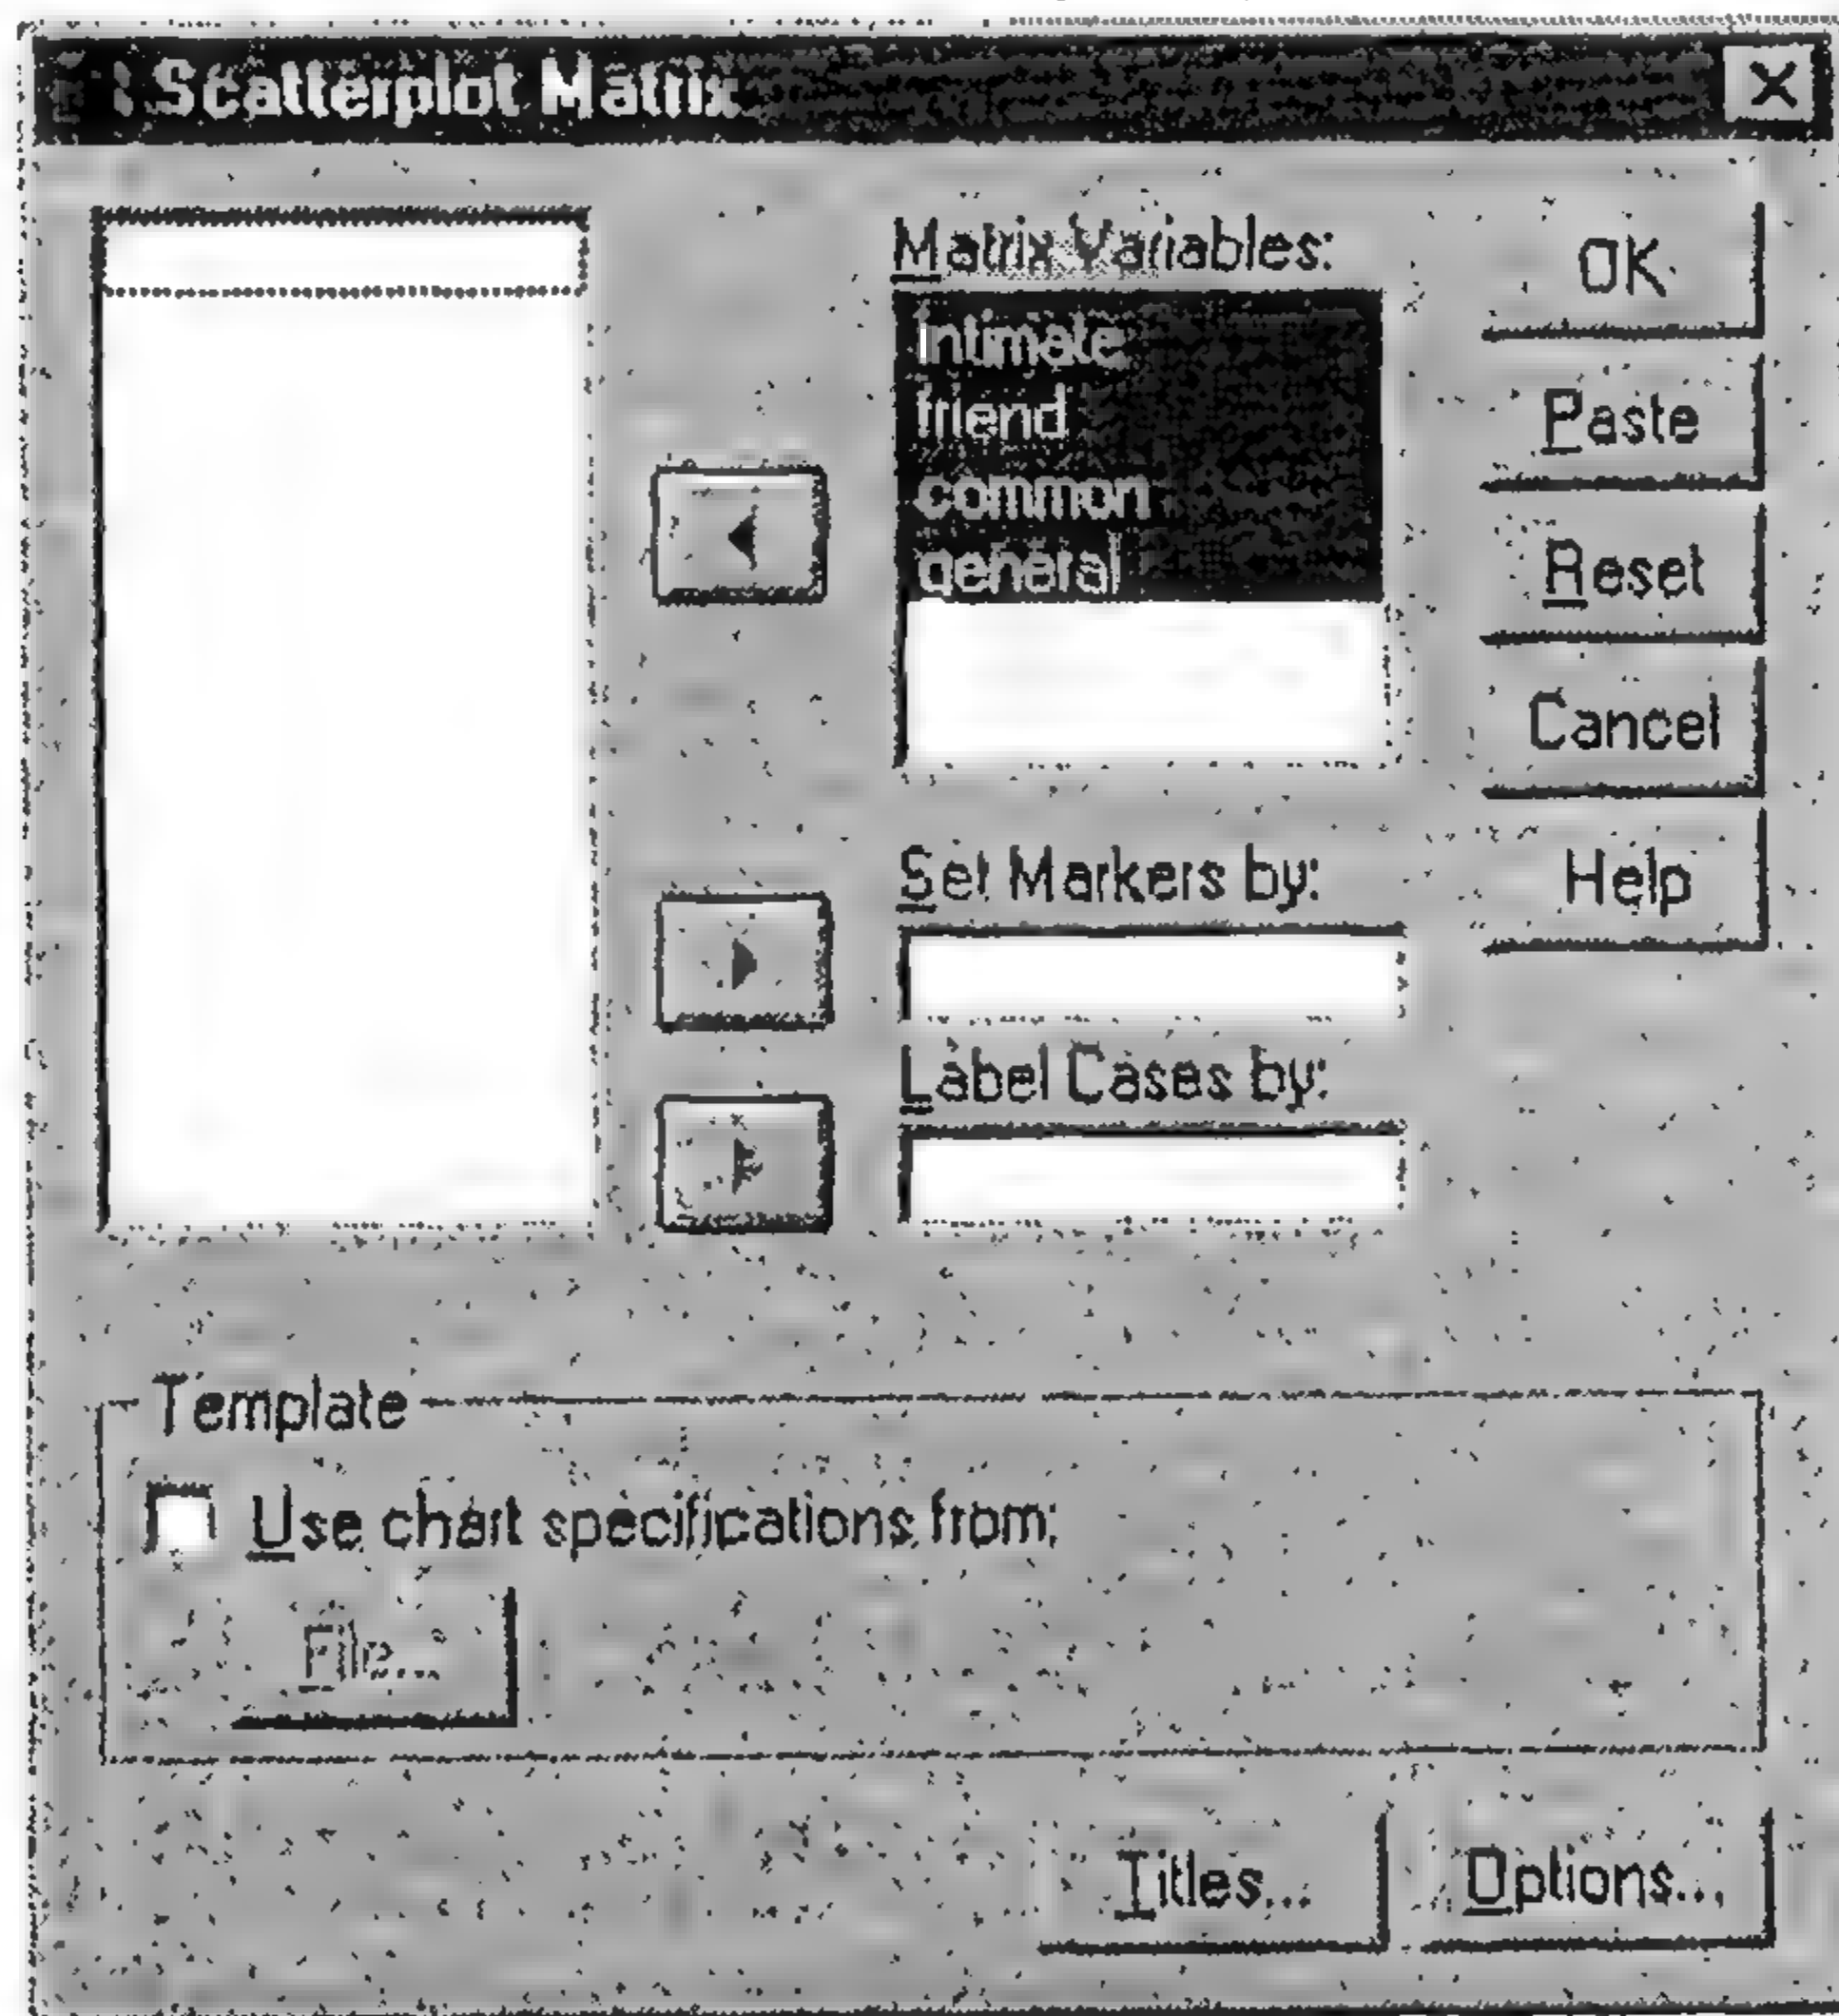 Scatterplot Matrix
Matrix Variables:
intimate
friend
common
general
OK
Paste
Reset
Cancel
Help
Set Markers by:
Label Cases by:
Template
Use chart specifications from:
File...
Titles...
Options...